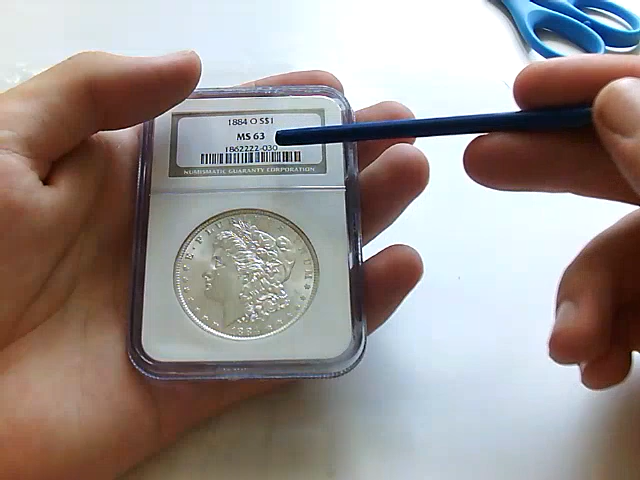 1884 O S$1
MS 63
1862222-030
NUMISMATIC GUARANTY CORPORATION
E·PLURIBUS UNUM